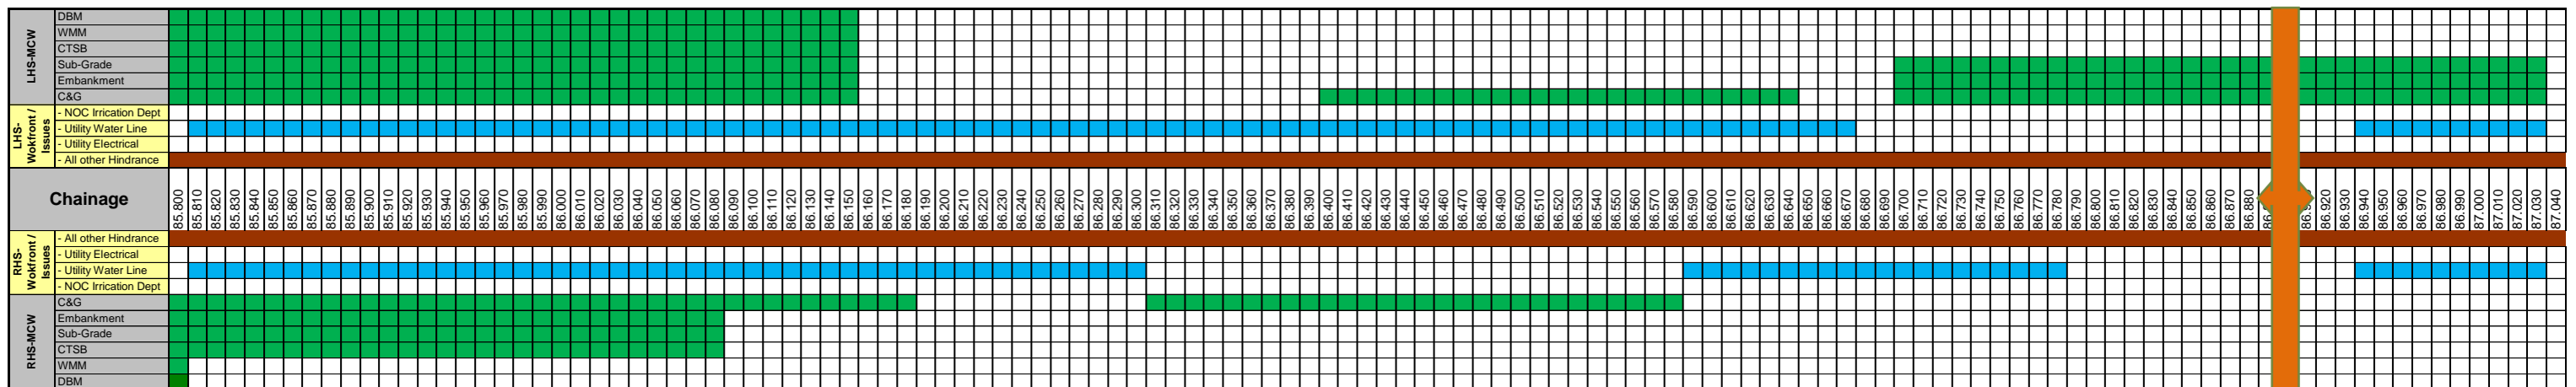 LHS-MCW
DBM
WMM
CTSB
Sub-Grade
Embankment
C&G
LHS-
Wokfront /
Issues
- NOC Irrication Dept
- Utility Water Line
- Utility Electrical
- All other Hindrance
Chainage
85.800 85.810 85.820 85.830 85.840 85.850 85.860 85.870 85.880 85.890 85.900 85.910 85.920 85.930 85.940 85.950 85.960 85.970 85.980 85.990 86.000 86.010 86.020 86.030 86.040 86.050 86.060 86.070 86.080 86.090 86.100 86.110 86.120 86.130 86.140 86.150 86.160 86.170 86.180 86.190 86.200 86.210 86.220 86.230 86.240 86.250 86.260 86.270 86.280 86.290 86.300 86.310 86.320 86.330 86.340 86.350 86.360 86.370 86.380 86.390 86.400 86.410 86.420 86.430 86.440 86.450 86.460 86.470 86.480 86.490 86.500 86.510 86.520 86.530 86.540 86.550 86.560 86.570 86.580 86.590 86.600 86.610 86.620 86.630 86.640 86.650 86.660 86.670 86.680 86.690 86.700 86.710 86.720 86.730 86.740 86.750 86.760 86.770 86.780 86.790 86.800 86.810 86.820 86.830 86.840 86.850 86.860 86.870 86.880 86.920 86.930 86.940 86.950 86.960 86.970 86.980 86.990 87.000 87.010 87.020 87.030 87.040
RHS-
Wokfront /
Issues
- All other Hindrance
- Utility Electrical
- Utility Water Line
- NOC Irrication Dept
RHS-MCW
C&G
Embankment
Sub-Grade
CTSB
WMM
DBM